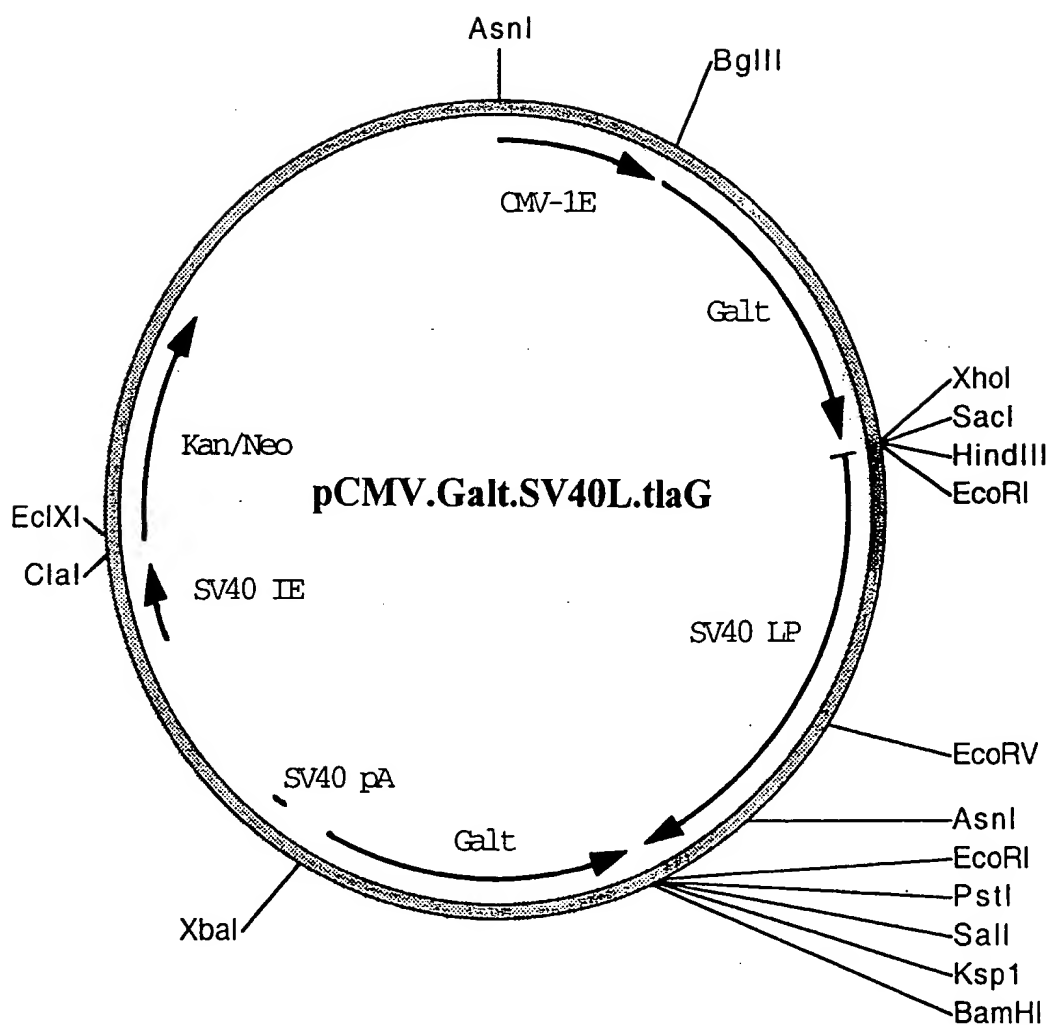 AsnI
BglII
CMV-1E
Galt
XhoI
SacI
HindIII
EcoRI
Kan/Neo
pCMV.Galt.SV40L.tlaG
EclXI
ClaI
SV40 IE
SV40 LP
EcoRV
SV40 pA
AsnI
Galt
EcoRI
PstI
XbaI
SalI
Ksp1
BamHI